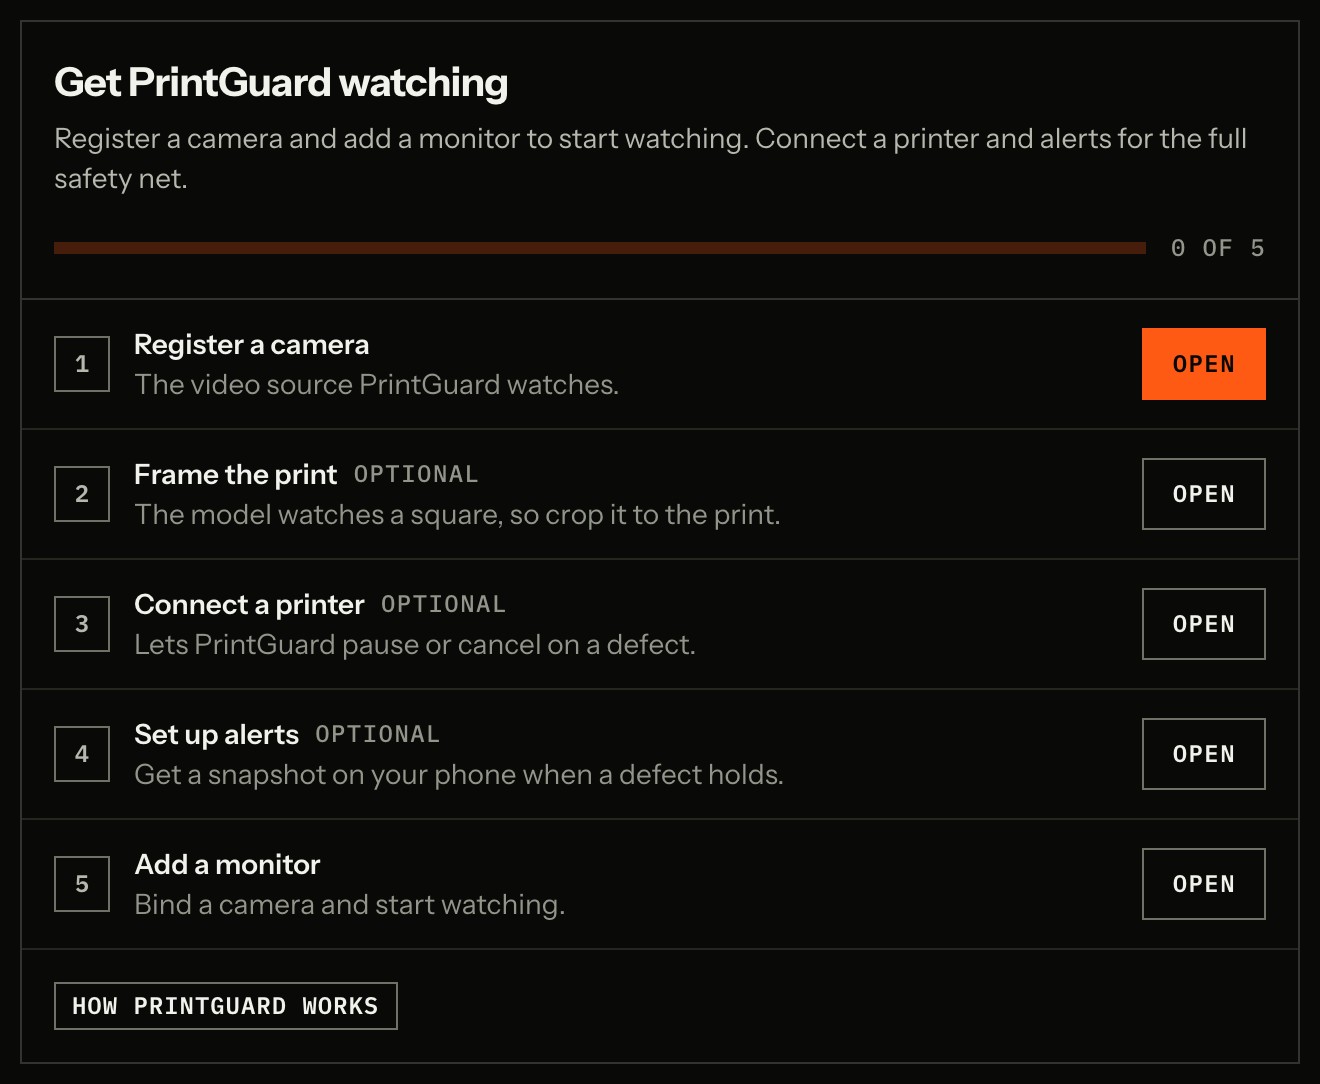 Get PrintGuard watching
Register a camera and add a monitor to start watching. Connect a printer and alerts for the full
safety net.
0 OF 5
1
Register a camera
The video source PrintGuard watches.
OPEN
2
Frame the print OPTIONAL
The model watches a square, so crop it to the print.
OPEN
3
Connect a printer OPTIONAL
Lets PrintGuard pause or cancel on a defect.
OPEN
4
Set up alerts OPTIONAL
Get a snapshot on your phone when a defect holds.
OPEN
5
Add a monitor
Bind a camera and start watching.
OPEN
HOW PRINTGUARD WORKS